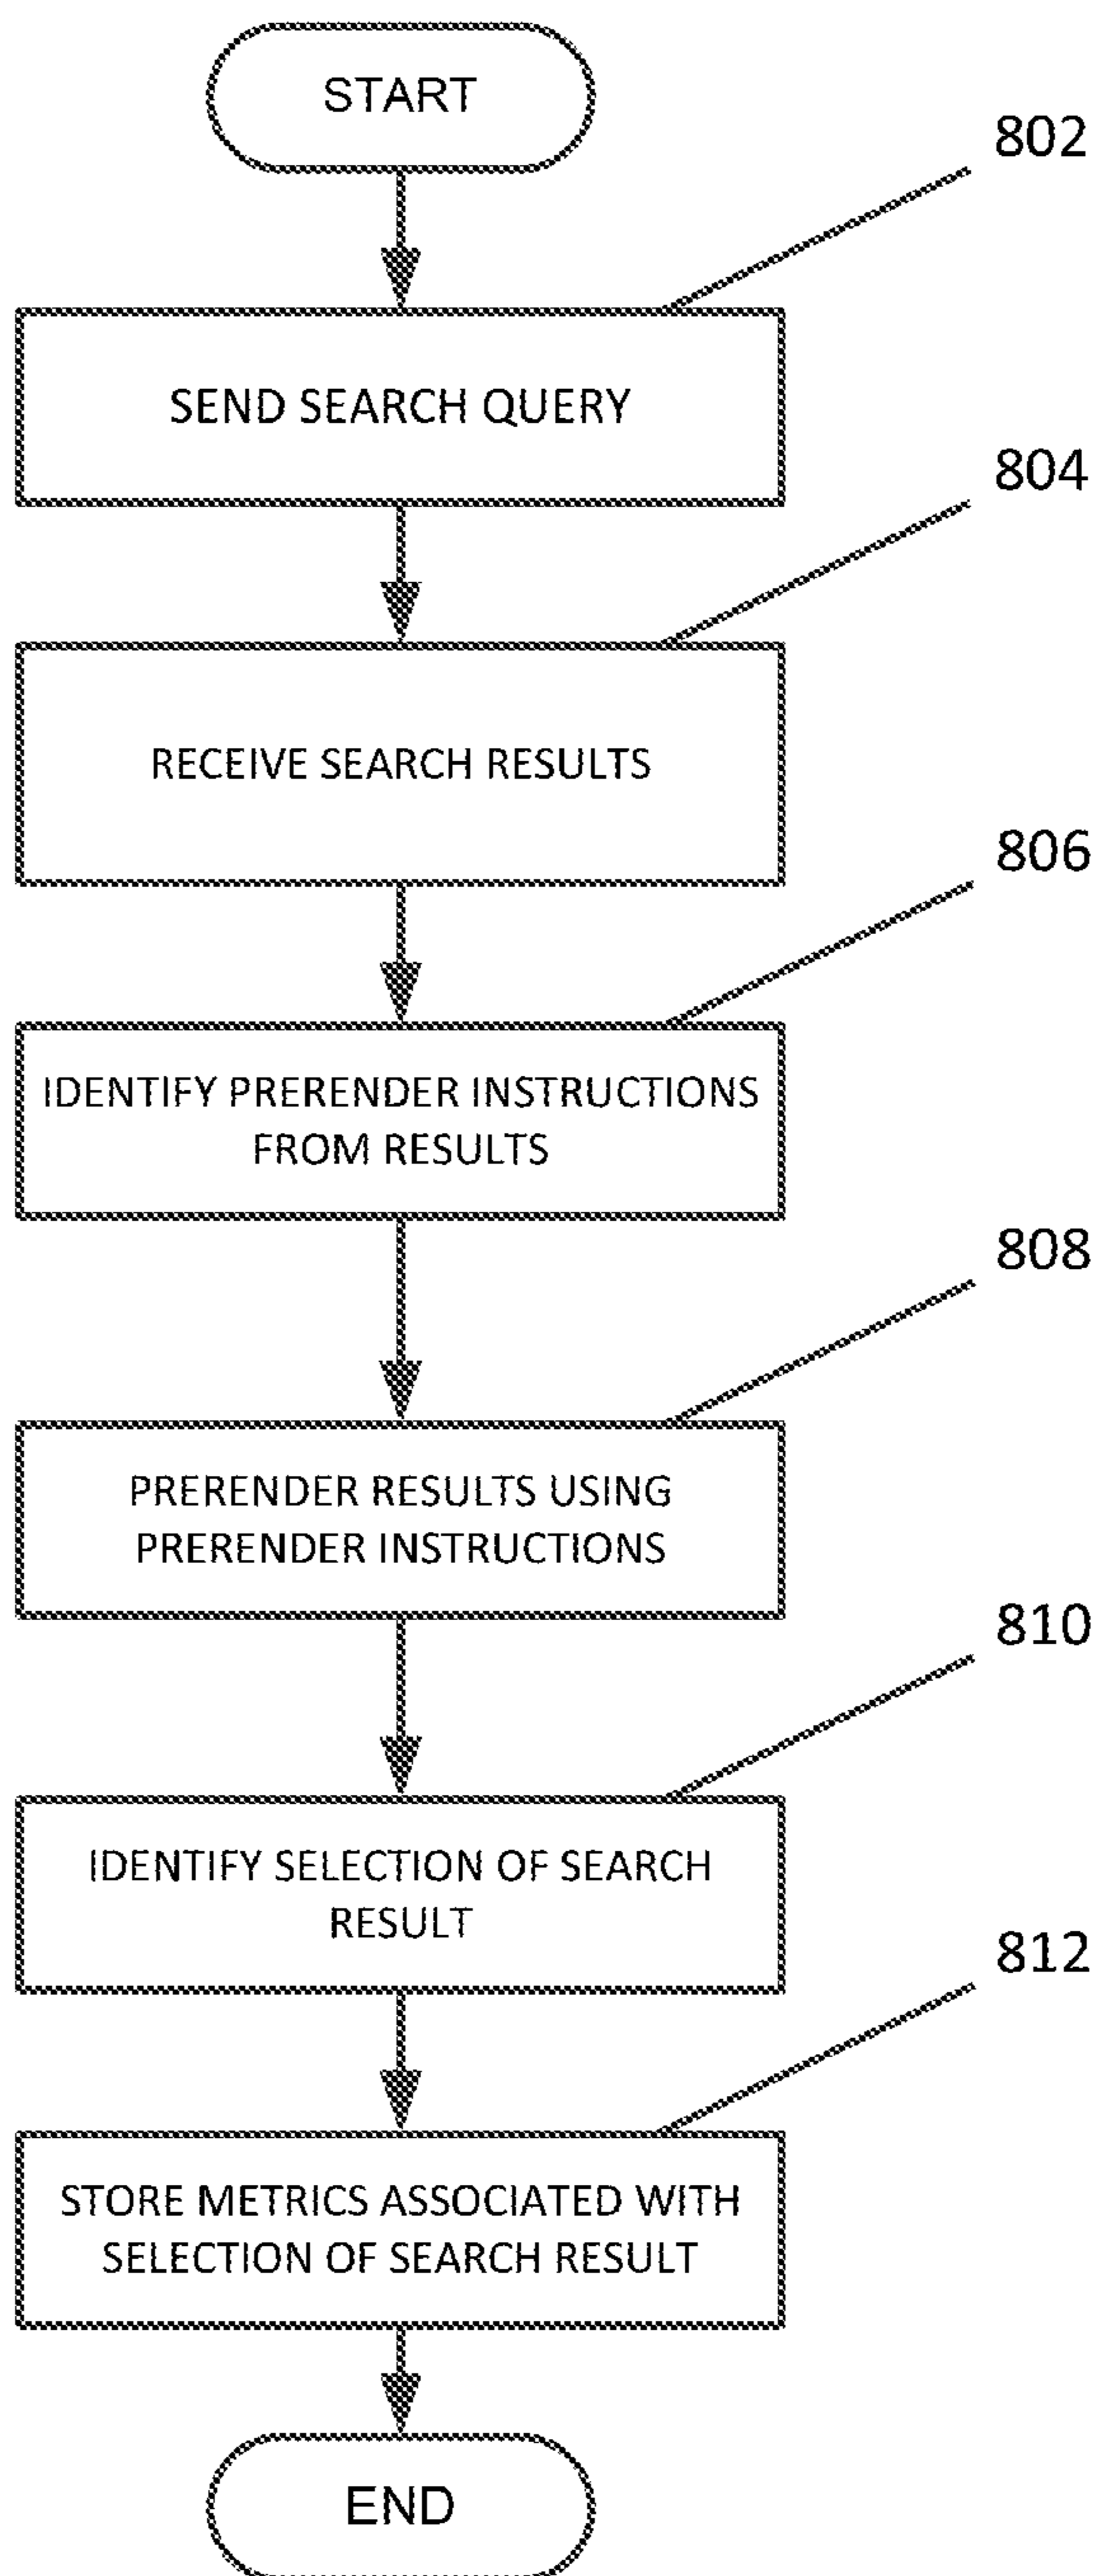 START
802
SEND SEARCH QUERY
804
RECEIVE SEARCH RESULTS
806
IDENTIFY PRERENDER INSTRUCTIONS
FROM RESULTS
808
PRERENDER RESULTS USING
PRERENDER INSTRUCTIONS
810
IDENTIFY SELECTION OF SEARCH
RESULT
812
STORE METRICS ASSOCIATED WITH
SELECTION OF SEARCH RESULT
END